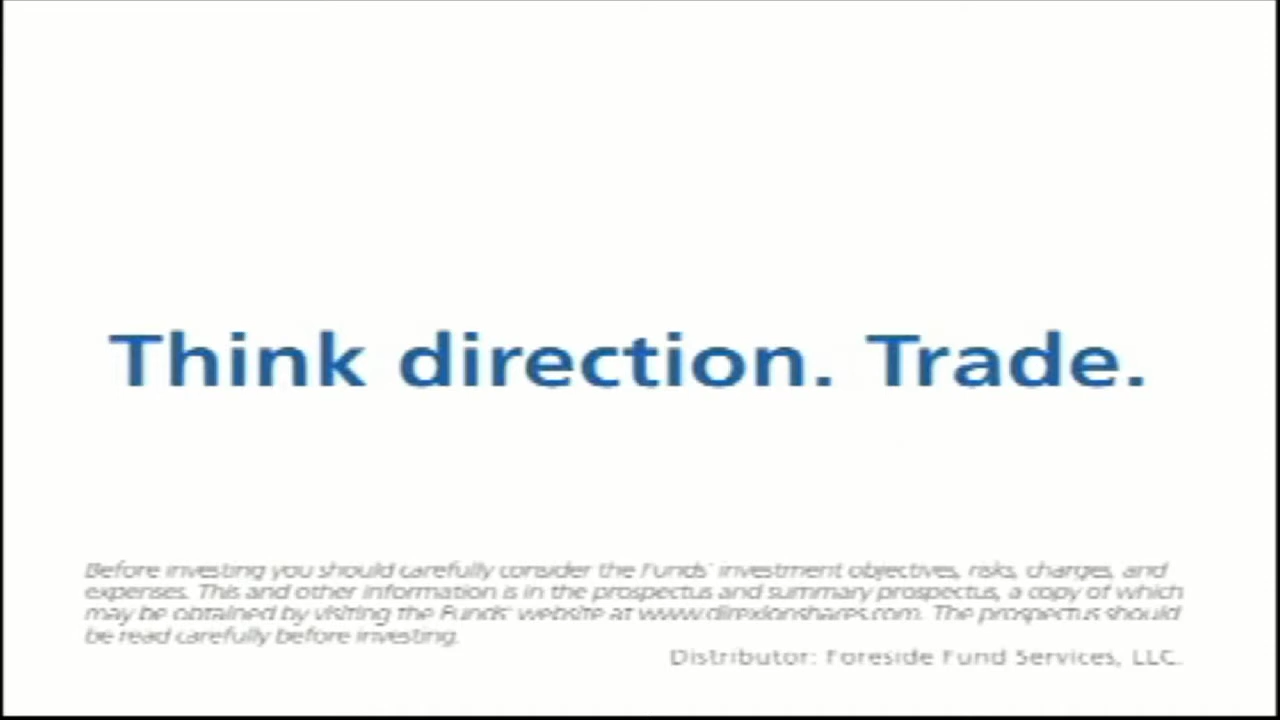 Think direction. Trade.
Before investing you should carefully consider the Funds' investment objectives, risks, charges, and
expenses. This and other information is in the prospectus and summary prospectus, a copy of which
may be obtained by visiting the Funds' website at www.direxionshares.com. The prospectus should
be read carefully before investing.
Distributor: Foreside Fund Services, LLC.